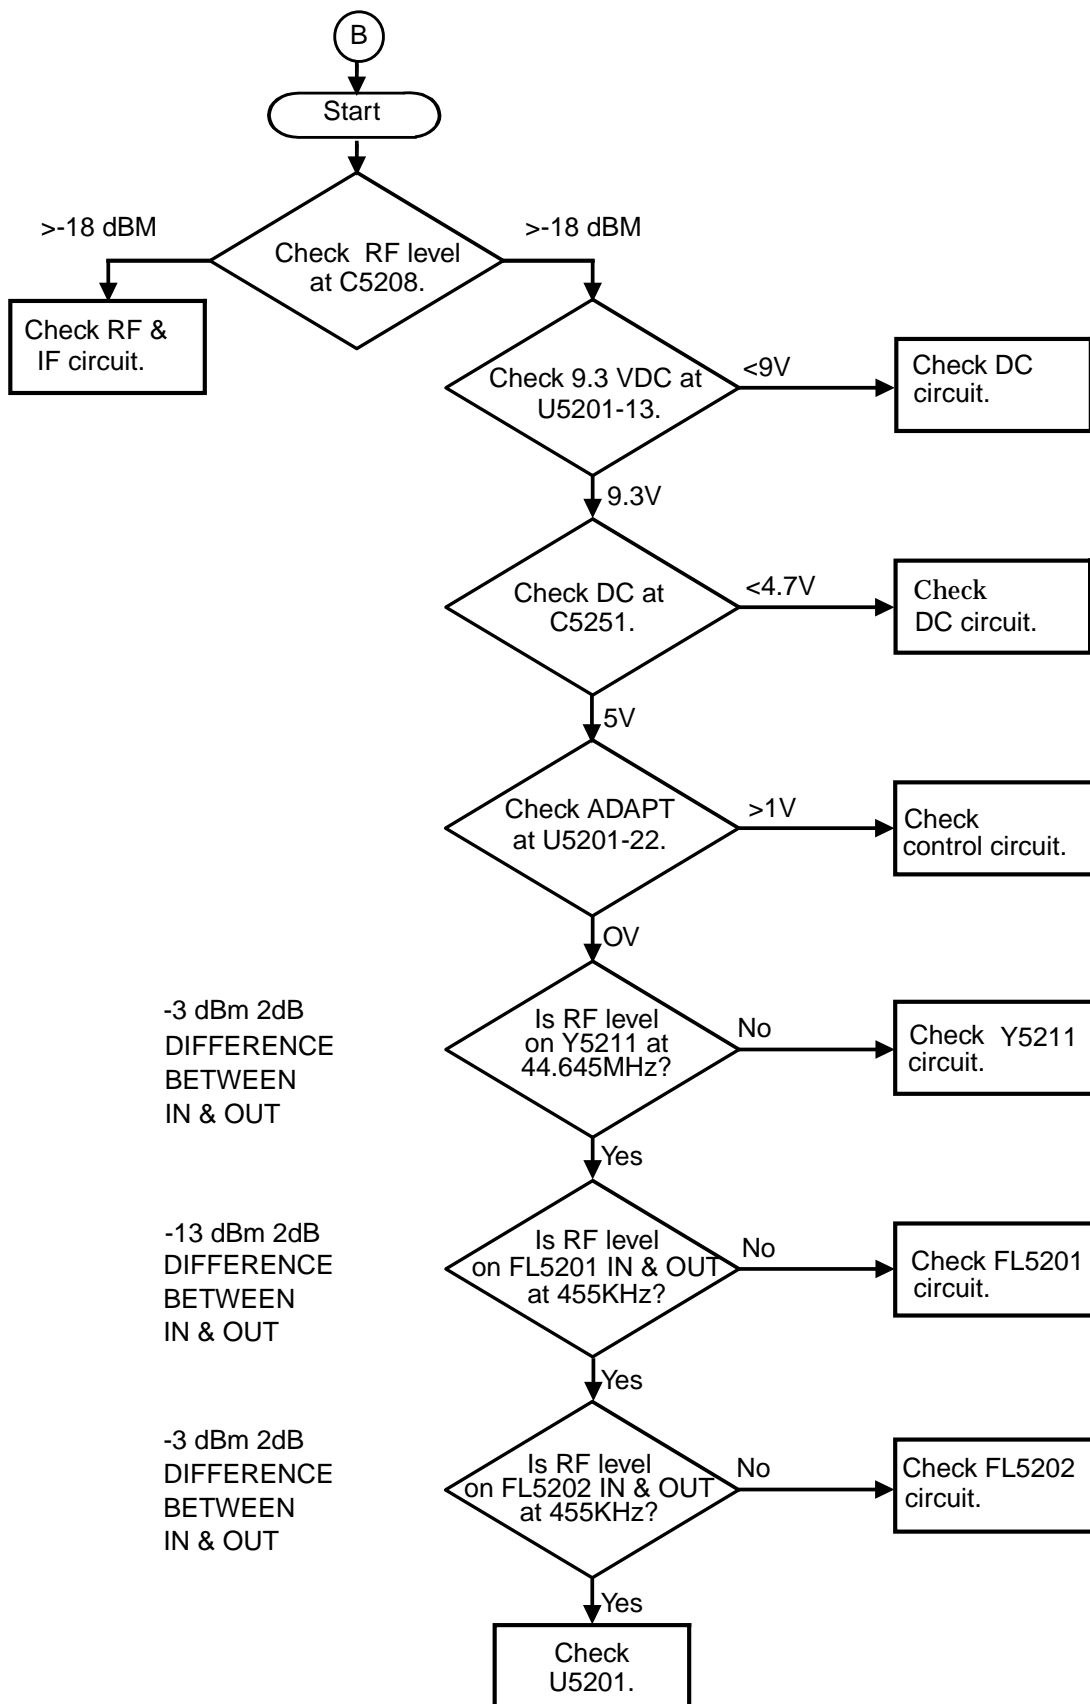 B
Start
>-18 dBM
>-18 dBM
Check RF level
at C5208.
Check RF &
IF circuit.
Check 9.3 VDC at
U5201-13.
<9V
Check DC
circuit.
9.3V
Check DC at
C5251.
<4.7V
Check
DC circuit.
5V
Check ADAPT
at U5201-22.
>1V
Check
control circuit.
OV
-3 dBm 2dB
DIFFERENCE
BETWEEN
IN & OUT
Is RF level
on Y5211 at
44.645MHz?
No
Check Y5211
circuit.
Yes
-13 dBm 2dB
DIFFERENCE
BETWEEN
IN & OUT
Is RF level
on FL5201 IN & OUT
at 455KHz?
No
Check FL5201
circuit.
Yes
-3 dBm 2dB
DIFFERENCE
BETWEEN
IN & OUT
Is RF level
on FL5202 IN & OUT
at 455KHz?
No
Check FL5202
circuit.
Yes
Check
U5201.